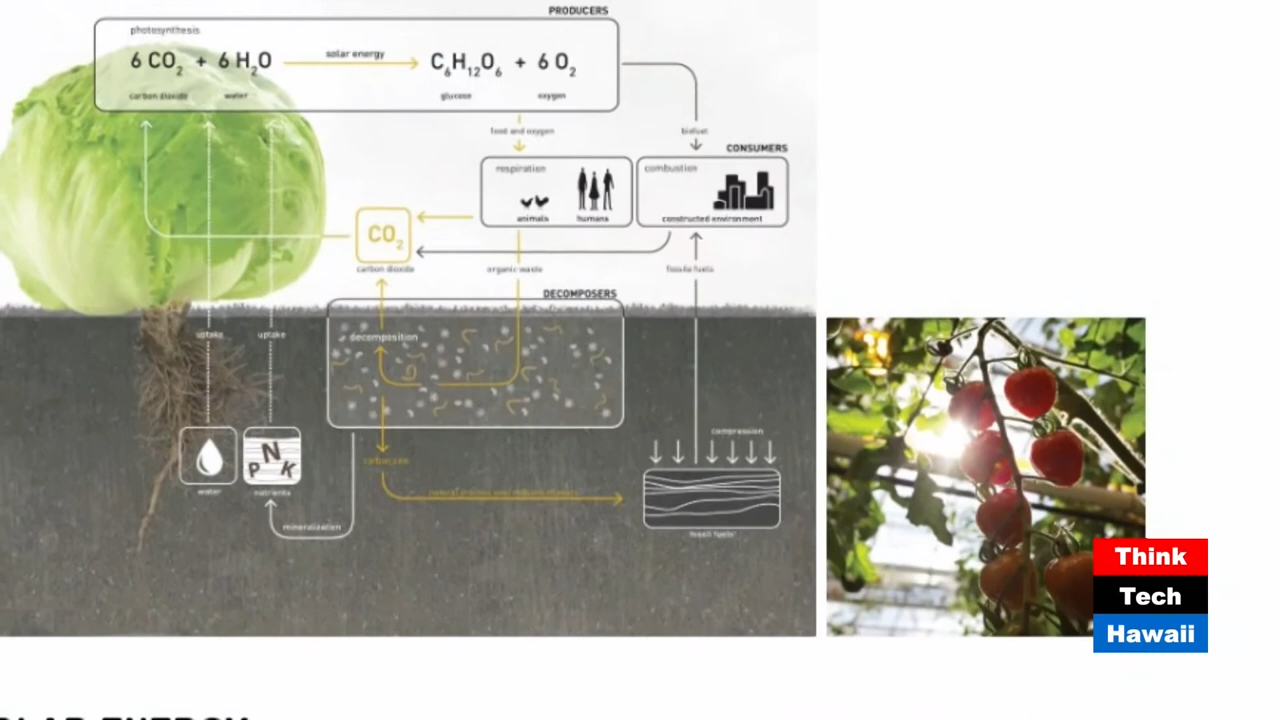 PRODUCERS
photosynthesis
6 CO2 + 6 H2O solar energy C6H12O6 + 6 O2
carbon dioxide water glucose oxygen
food and oxygen biofuel
CONSUMERS
respiration combustion
animals humans constructed environment
CO2
carbon dioxide organic waste fossile fuels
DECOMPOSERS
uptake uptake decomposition
compression
N
P K
water nutrients
mineralization
fossil fuels
Think
Tech
Hawaii